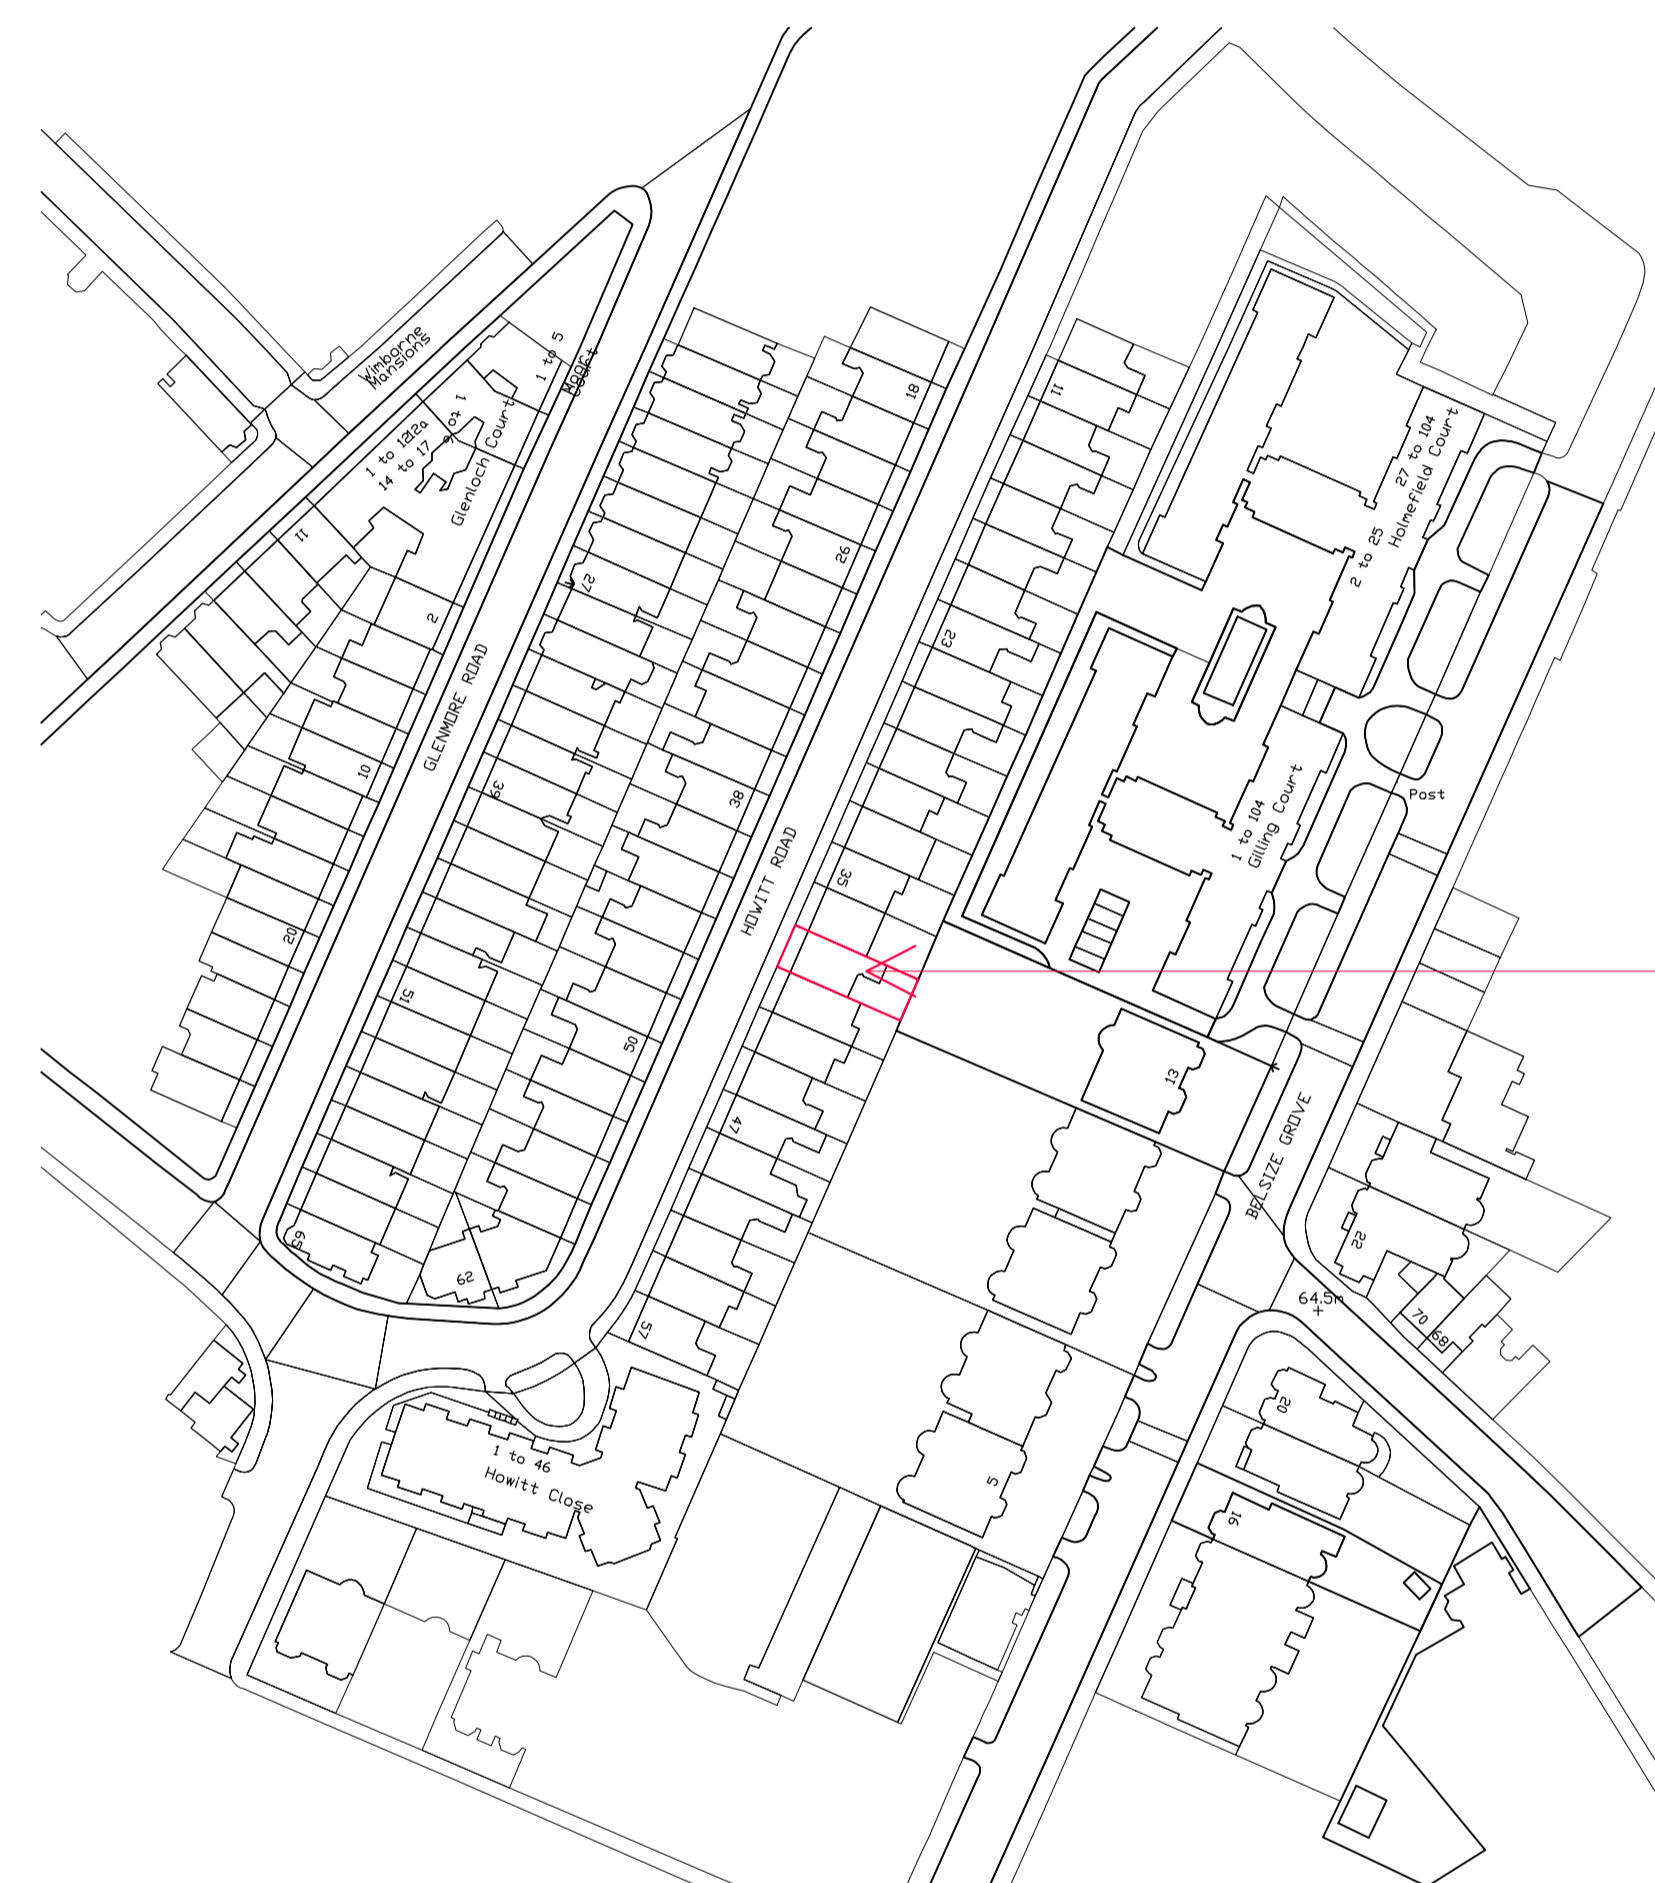 Wimborne
Mansions
1 to 5
Moor
Court
1 to 9
1 to 12
12a
14 to 17
Glenloch Court
11
2
GLENMORE ROAD
10
20
27
39
51
65
62
18
26
38
50
HOWITT ROAD
11
23
35
47
57
27 to 104
Holmefield Court
2 to 25
Post
1 to 104
Gilling Court
13
BELSIZE GROVE
22
64.5m
70
68
20
16
5
1 to 46
Howitt Close